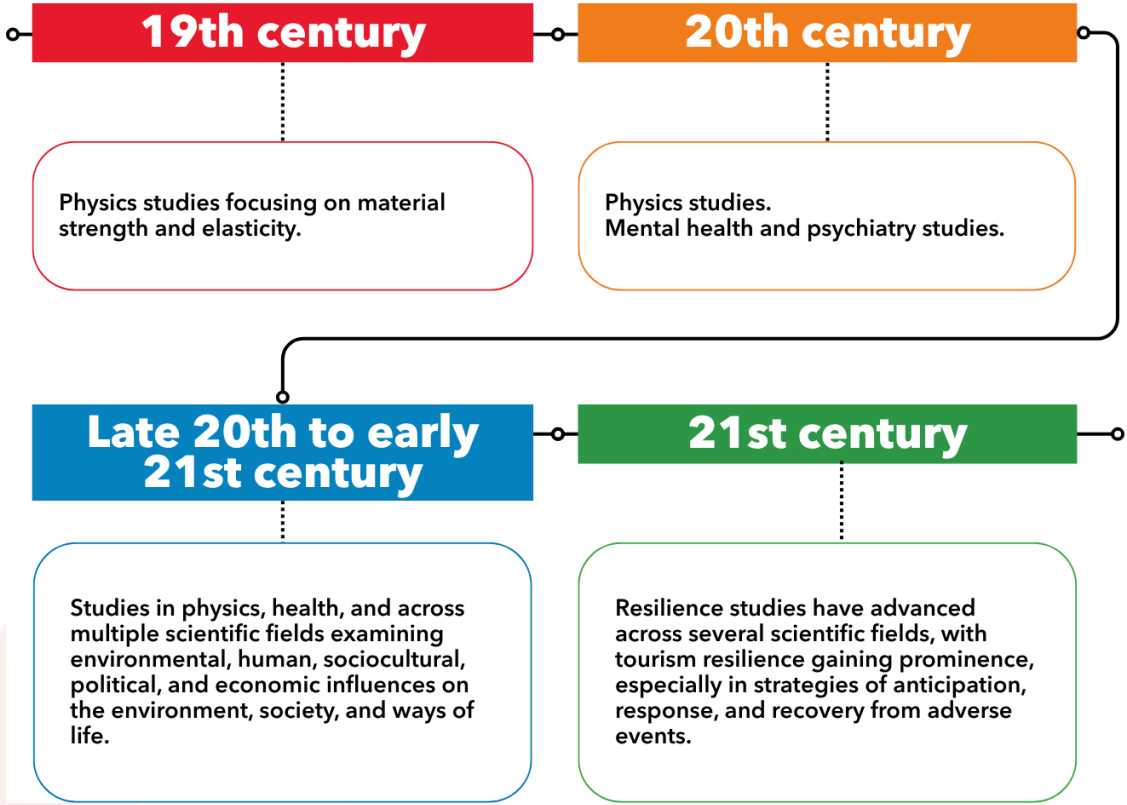 19th century
Physics studies focusing on material
strength and elasticity.
20th century
Physics studies.
Mental health and psychiatry studies.
Late 20th to early
21st century
Studies in physics, health, and across
multiple scientific fields examining
environmental, human, sociocultural,
political, and economic influences on
the environment, society, and ways of
life.
21st century
Resilience studies have advanced
across several scientific fields, with
tourism resilience gaining prominence,
especially in strategies of anticipation,
response, and recovery from adverse
events.